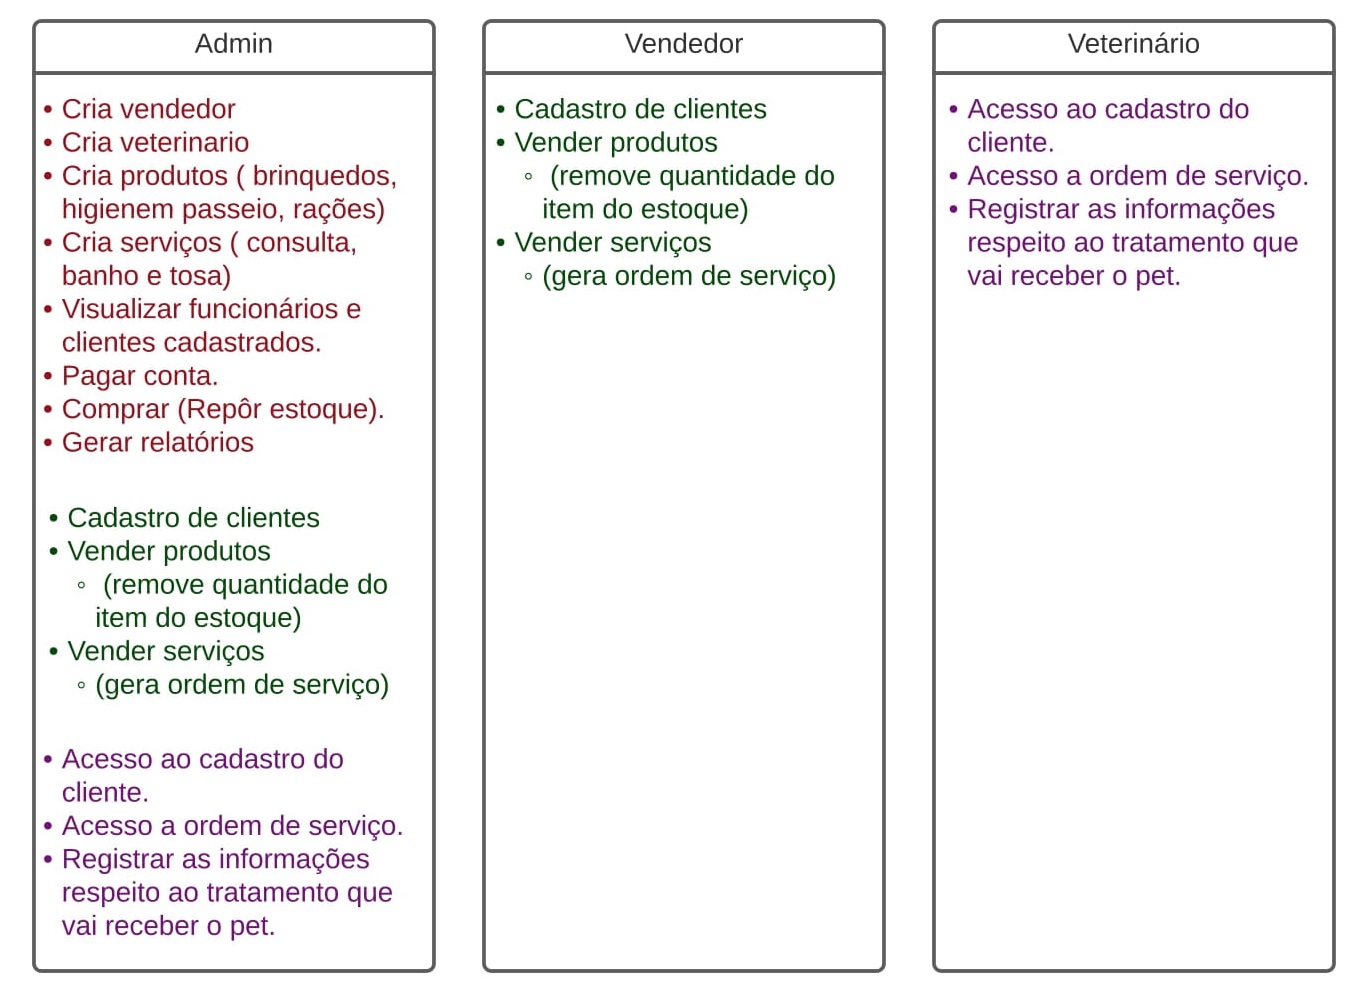 Admin
• Cria vendedor
• Cria veterinario
• Cria produtos ( brinquedos,
higienem passeio, rações)
• Cria serviços ( consulta,
banho e tosa)
• Visualizar funcionários e
clientes cadastrados.
• Pagar conta.
• Comprar (Repôr estoque).
• Gerar relatórios
• Cadastro de clientes
• Vender produtos
◦ (remove quantidade do
item do estoque)
• Vender serviços
◦ (gera ordem de serviço)
• Acesso ao cadastro do
cliente.
• Acesso a ordem de serviço.
• Registrar as informações
respeito ao tratamento que
vai receber o pet.
Vendedor
• Cadastro de clientes
• Vender produtos
◦ (remove quantidade do
item do estoque)
• Vender serviços
◦ (gera ordem de serviço)
Veterinário
• Acesso ao cadastro do
cliente.
• Acesso a ordem de serviço.
• Registrar as informações
respeito ao tratamento que
vai receber o pet.